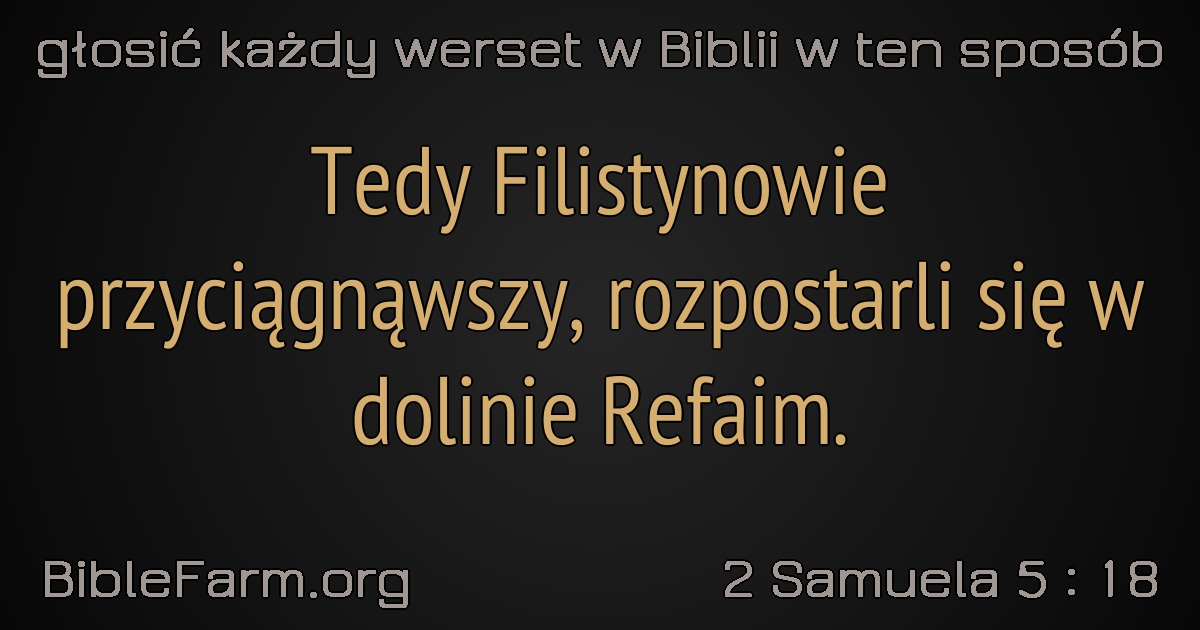 głosić każdy werset w Biblii w ten sposób
Tedy Filistynowie
przyciągnąwszy, rozpostarli się w
dolinie Refaim.
BibleFarm.org
2 Samuela 5 : 18